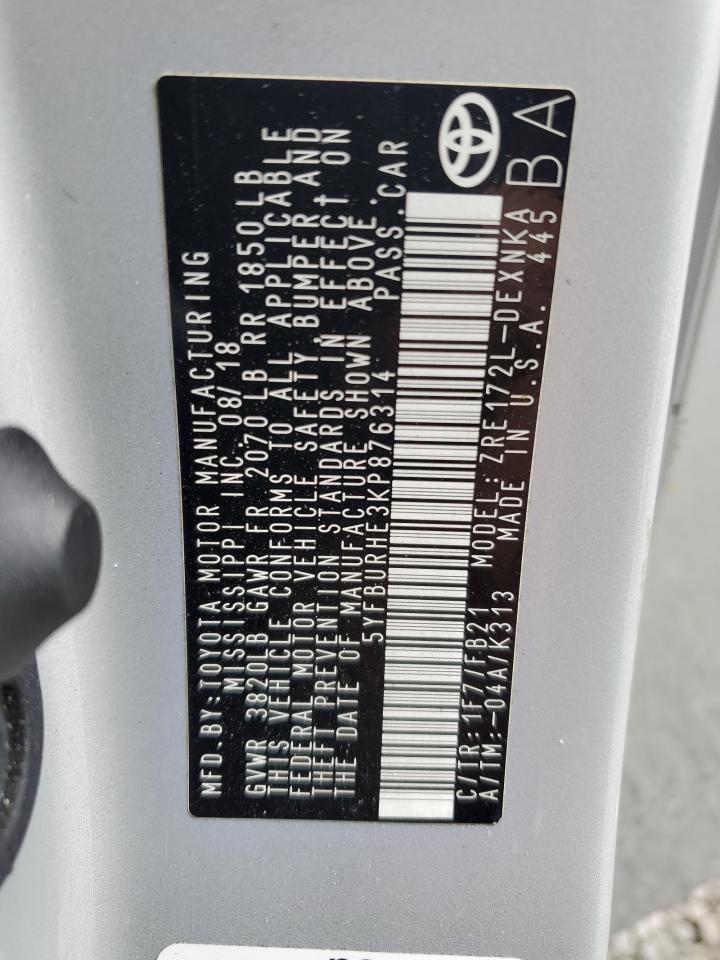 MFD.BY:TOYOTA MOTOR MANUFACTURING
MISSISSIPPI INC. 08/18
GVWR 3820LB GAWR FR 2070 LB RR 1850 LB
THIS VEHICLE CONFORMS TO ALL APPLICABLE
FEDERAL MOTOR VEHICLE SAFETY, BUMPER AND
THEFT PREVENTION STANDARDS IN EFFECT ON
THE DATE OF MANUFACTURE SHOWN ABOVE.
5YFBURHE3KP876314 PASS.CAR
C/TR:1F7/FB21 MODEL: ZRE172L-DEXNKA
A/TM:-04A/K313 MADE IN U.S.A. 445
BA